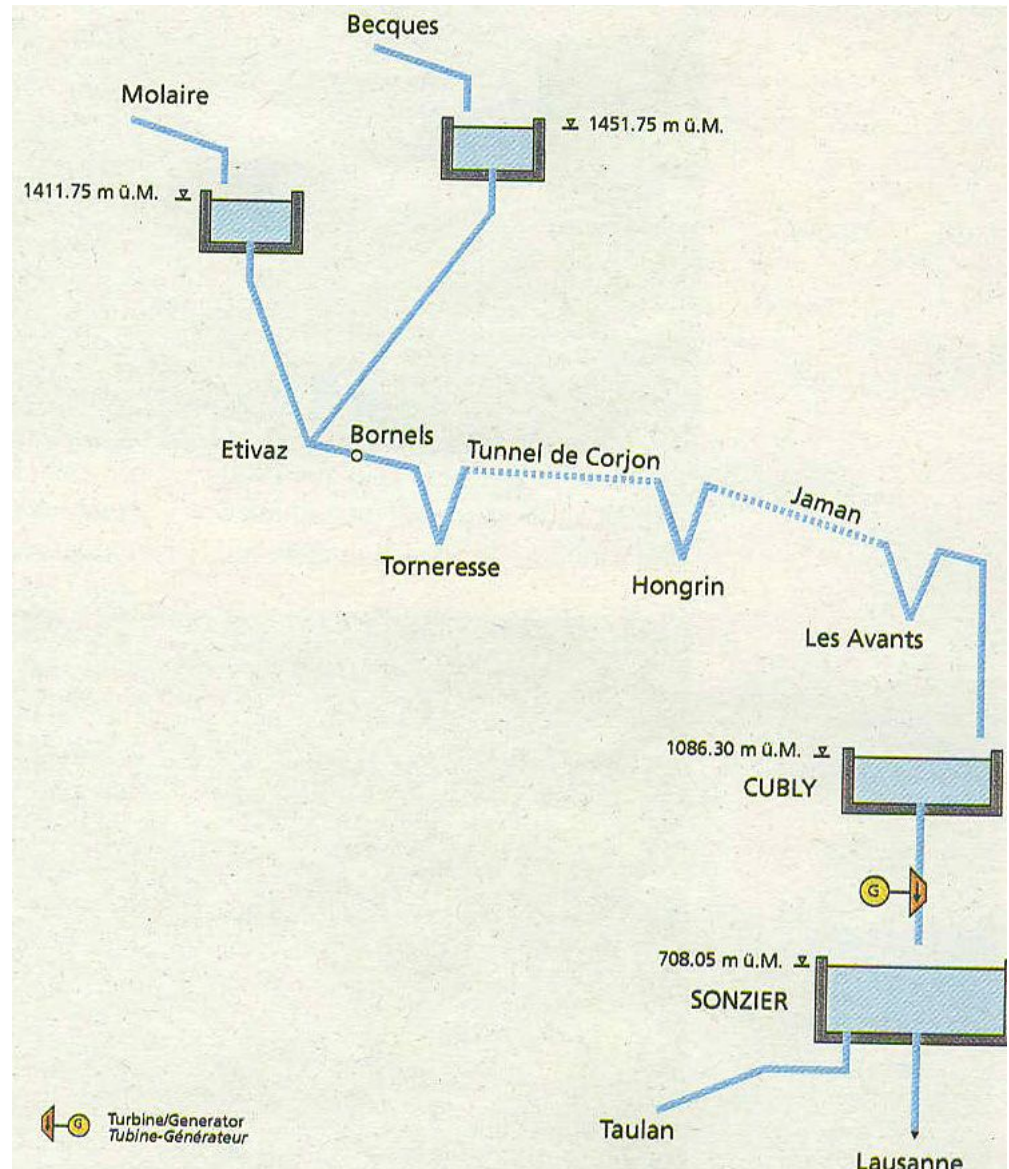 Becques
Molaire
1451.75 m ü.M.
1411.75 m ü.M.
Etivaz
Bornels
Tunnel de Corjon
Jaman
Torneresse
Hongrin
Les Avants
1086.30 m ü.M.
CUBLY
G
708.05 m ü.M.
SONZIER
G
Turbine/Generator
Tubine-Générateur
Taulan
Lausanne